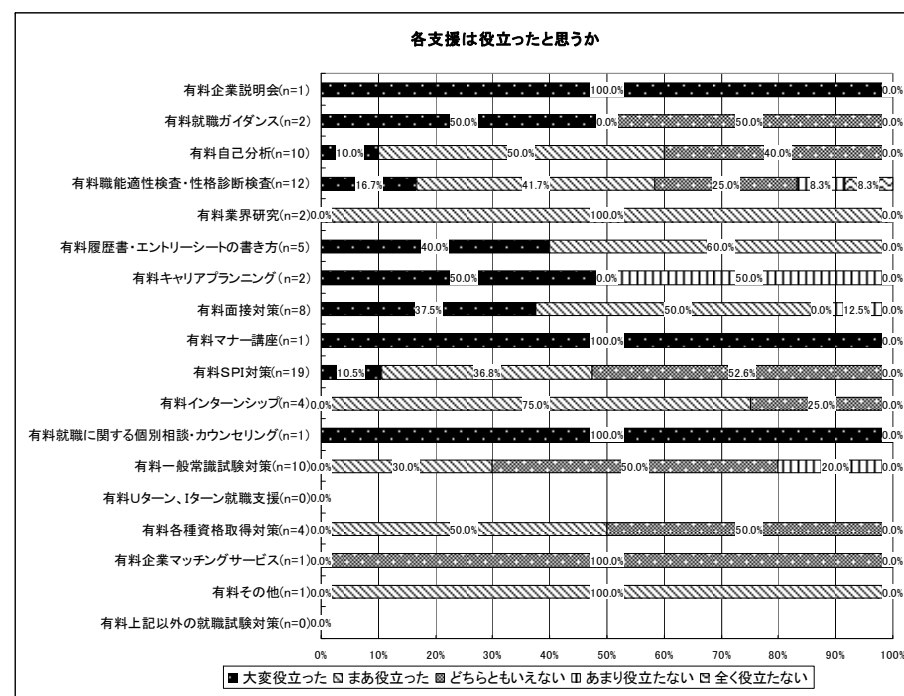 各支援は役立ったと思うか
有料企業説明会(n=1) 100.0% 0.0%
有料就職ガイダンス(n=2) 50.0% 0.0% 50.0% 0.0%
有料自己分析(n=10) 10.0% 50.0% 40.0% 0.0%
有料職能適性検査・性格診断検査(n=12) 16.7% 41.7% 25.0% 8.3% 8.3%
有料業界研究(n=2) 0.0% 100.0% 0.0%
有料履歴書・エントリーシートの書き方(n=5) 40.0% 60.0% 0.0%
有料キャリアプランニング(n=2) 50.0% 0.0% 50.0% 0.0%
有料面接対策(n=8) 37.5% 50.0% 0.0% 12.5% 0.0%
有料マナー講座(n=1) 100.0% 0.0%
有料SPI対策(n=19) 10.5% 36.8% 52.6% 0.0%
有料インターンシップ(n=4) 0.0% 75.0% 25.0% 0.0%
有料就職に関する個別相談・カウンセリング(n=1) 100.0% 0.0%
有料一般常識試験対策(n=10) 0.0% 30.0% 50.0% 20.0% 0.0%
有料Uターン、Iターン就職支援(n=0) 0.0%
有料各種資格取得対策(n=4) 0.0% 50.0% 50.0% 0.0%
有料企業マッチングサービス(n=1) 0.0% 100.0% 0.0%
有料その他(n=1) 0.0% 100.0% 0.0%
有料上記以外の就職試験対策(n=0) 0.0%
0% 10% 20% 30% 40% 50% 60% 70% 80% 90% 100%
大変役立った まあ役立った どちらともいえない あまり役立たない 全く役立たない